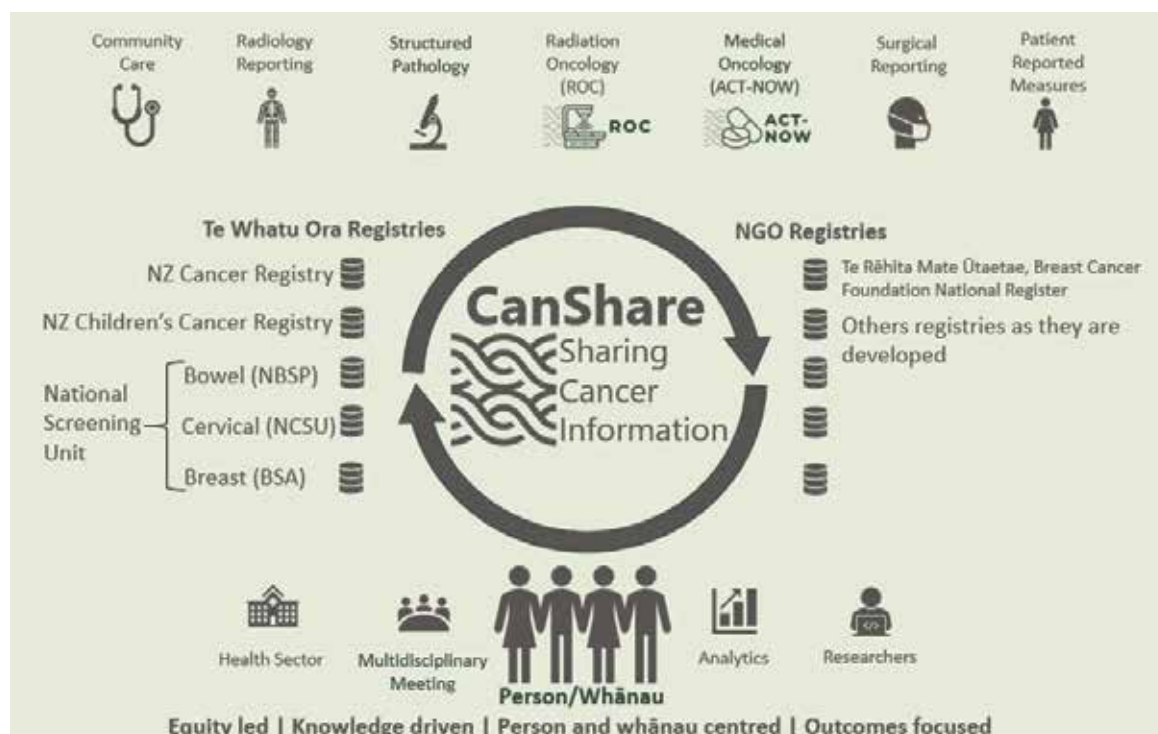 Community
Care
Radiology
Reporting
Structured
Pathology
Radiation
Oncology
(ROC)
ROC
Medical
Oncology
(ACT-NOW)
ACT-
NOW
Surgical
Reporting
Patient
Reported
Measures
Te Whatu Ora Registries
NZ Cancer Registry
NZ Children's Cancer Registry
National
Screening
Unit
Bowel (NBSP)
Cervical (NCSU)
Breast (BSA)
CanShare
Sharing
Cancer
Information
NGO Registries
Te Rēhita Mate Ūtaetae, Breast Cancer
Foundation National Register
Others registries as they are
developed
Health Sector
Multidisciplinary
Meeting
Person/Whānau
Analytics
Researchers
Equity led | Knowledge driven | Person and whānau centred | Outcomes focused